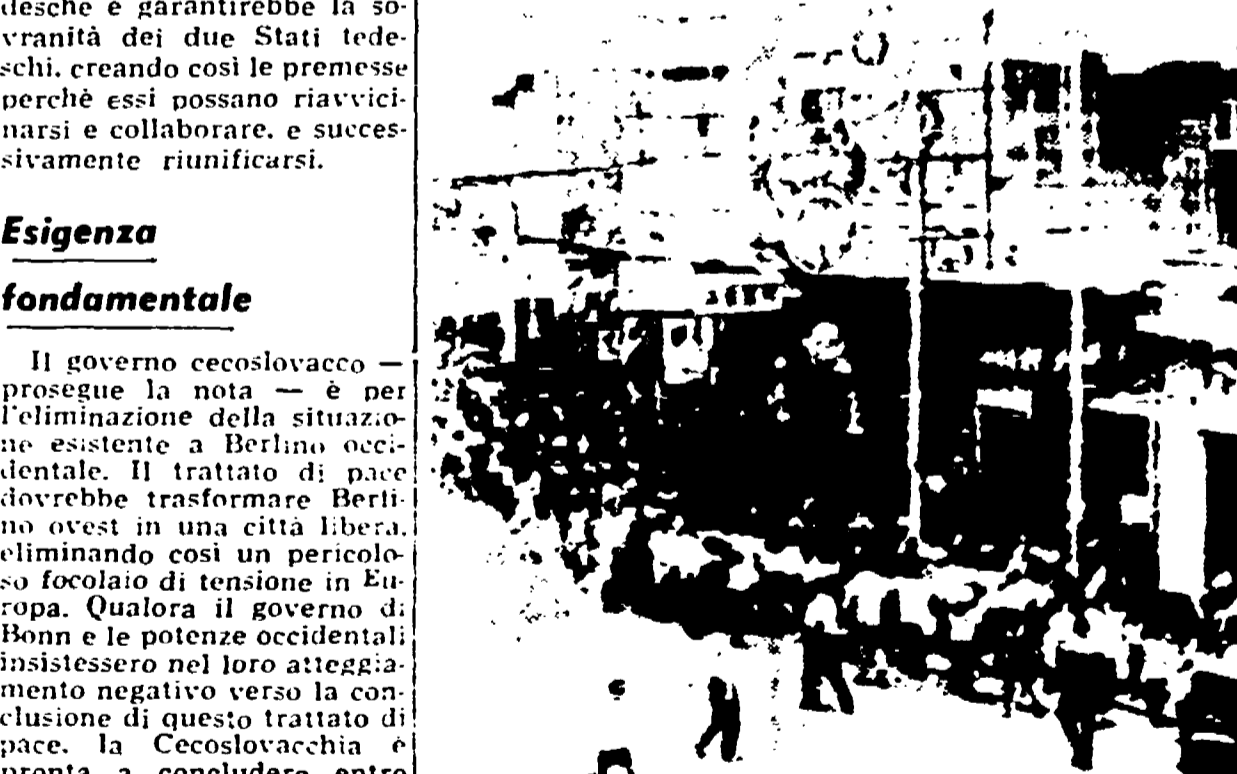 desche e garantirebbe la so-
vranità dei due Stati tede-
schi. creando così le premesse
perchè essi possano riavvici-
narsi e collaborare. e succes-
sivamente riunificarsi.
Esigenza
fondamentale
Il governo cecoslovacco —
prosegue la nota — è per
l'eliminazione della situazio-
ne esistente a Berlino occi-
dentale. Il trattato di pace
dovrebbe trasformare Berli-
no ovest in una città libera.
eliminando così un pericolo-
so focolaio di tensione in Eu-
ropa. Qualora il governo di
Bonn e le potenze occidentali
insistessero nel loro atteggia-
mento negativo verso la con-
clusione di questo trattato di
pace. la Cecoslovacchia è
pronta a concludere entro